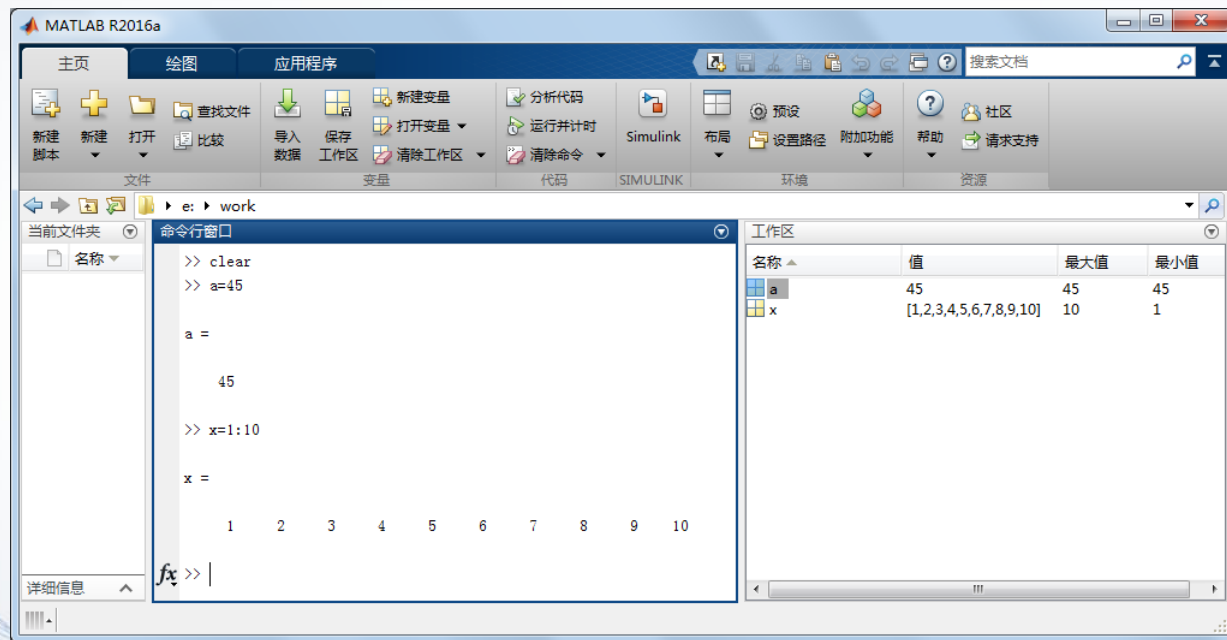 MATLAB R2016a
主页 绘图 应用程序 搜索文档
新建脚本 新建 打开 查找文件 比较 导入数据 保存工作区 新建变量 打开变量 清除工作区 分析代码 运行并计时 清除命令 Simulink 布局 预设 设置路径 附加功能 帮助 社区 请求支持
文件 变量 代码 SIMULINK 环境 资源
e: work
当前文件夹 命令行窗口 工作区
名称
>> clear
>> a=45
a =
45
>> x=1:10
x =
1 2 3 4 5 6 7 8 9 10
fx >>
名称 值 最大值 最小值
a 45 45 45
x [1,2,3,4,5,6,7,8,9,10] 10 1
详细信息